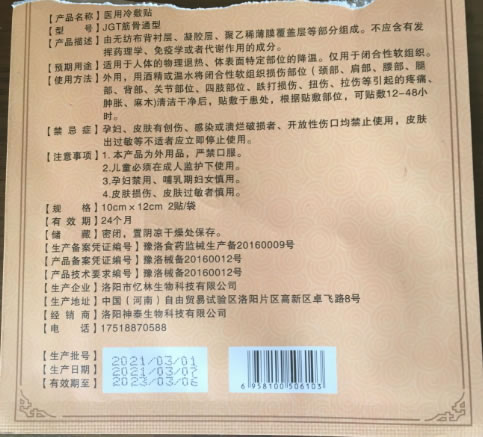 【产品名称】医用冷敷贴
【型　　号】JGT筋骨通型
【产品描述】由无纺布背衬层、凝胶层、聚乙稀薄膜覆盖层等部分组成。不应含有发
挥药理学、免疫学或者代谢作用的成分。
【预期用途】适用于人体的物理退热、体表面特定部位的降温。仅用于闭合性软组织。
【使用方法】外用，用酒精或温水将闭合性软组织损伤部位（颈部、肩部、腰部、腿
部、背部、关节部位、四肢部位、跌打损伤、扭伤、拉伤等引起的疼痛、
肿胀、麻木)清洁干净后，贴敷于患处，根据贴敷部位，可贴敷12-48小
时。
【禁 忌 症】孕妇、皮肤有创伤、感染或溃烂破损者、开放性伤口均禁止使用，皮肤
出过敏等不适者应立即停止使用。
【注意事项】1.本产品为外用品，严禁口服。
2.儿童必须在成人监护下使用。
3.孕妇禁用、哺乳期妇女慎用。
4.皮肤损伤、皮肤过敏者慎用。
【规　　格】10cm×12cm 2贴/袋
【有 效 期】24个月
【储　　藏】密闭，置阴凉干燥处保存。
【生产备案凭证编号】豫洛食药监械生产备20160009号
【产品备案凭证编号】豫洛械备20160012号
【产品技术要求编号】豫洛械备20160012号
【生产企业】洛阳市亿林生物科技有限公司
【生产地址】中国（河南）自由贸易试验区洛阳片区高新区卓飞路8号
【经 销 商】洛阳神泰生物科技有限公司
【电　　话】17518870588
【生产批号】2021/03/01
【生产日期】2021/03/07
【有效期至】2023/03/06
6 958100 506103